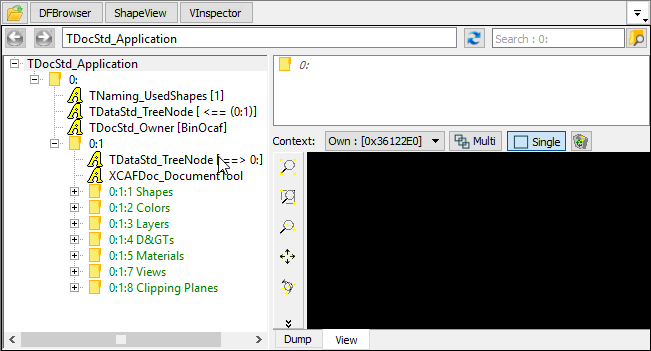 DFBrowser ShapeView VInspector
TDocStd_Application Search : 0:
TDocStd_Application
0:
TNaming_UsedShapes [1]
TDataStd_TreeNode [ <== (0:1)]
TDocStd_Owner [BinOcaf]
0:1
TDataStd_TreeNode [ ==> 0:]
XCAFDoc_DocumentTool
0:1:1 Shapes
0:1:2 Colors
0:1:3 Layers
0:1:4 D&GTs
0:1:5 Materials
0:1:7 Views
0:1:8 Clipping Planes
0:
Context: Own : [0x36122E0] Multi Single
Dump View